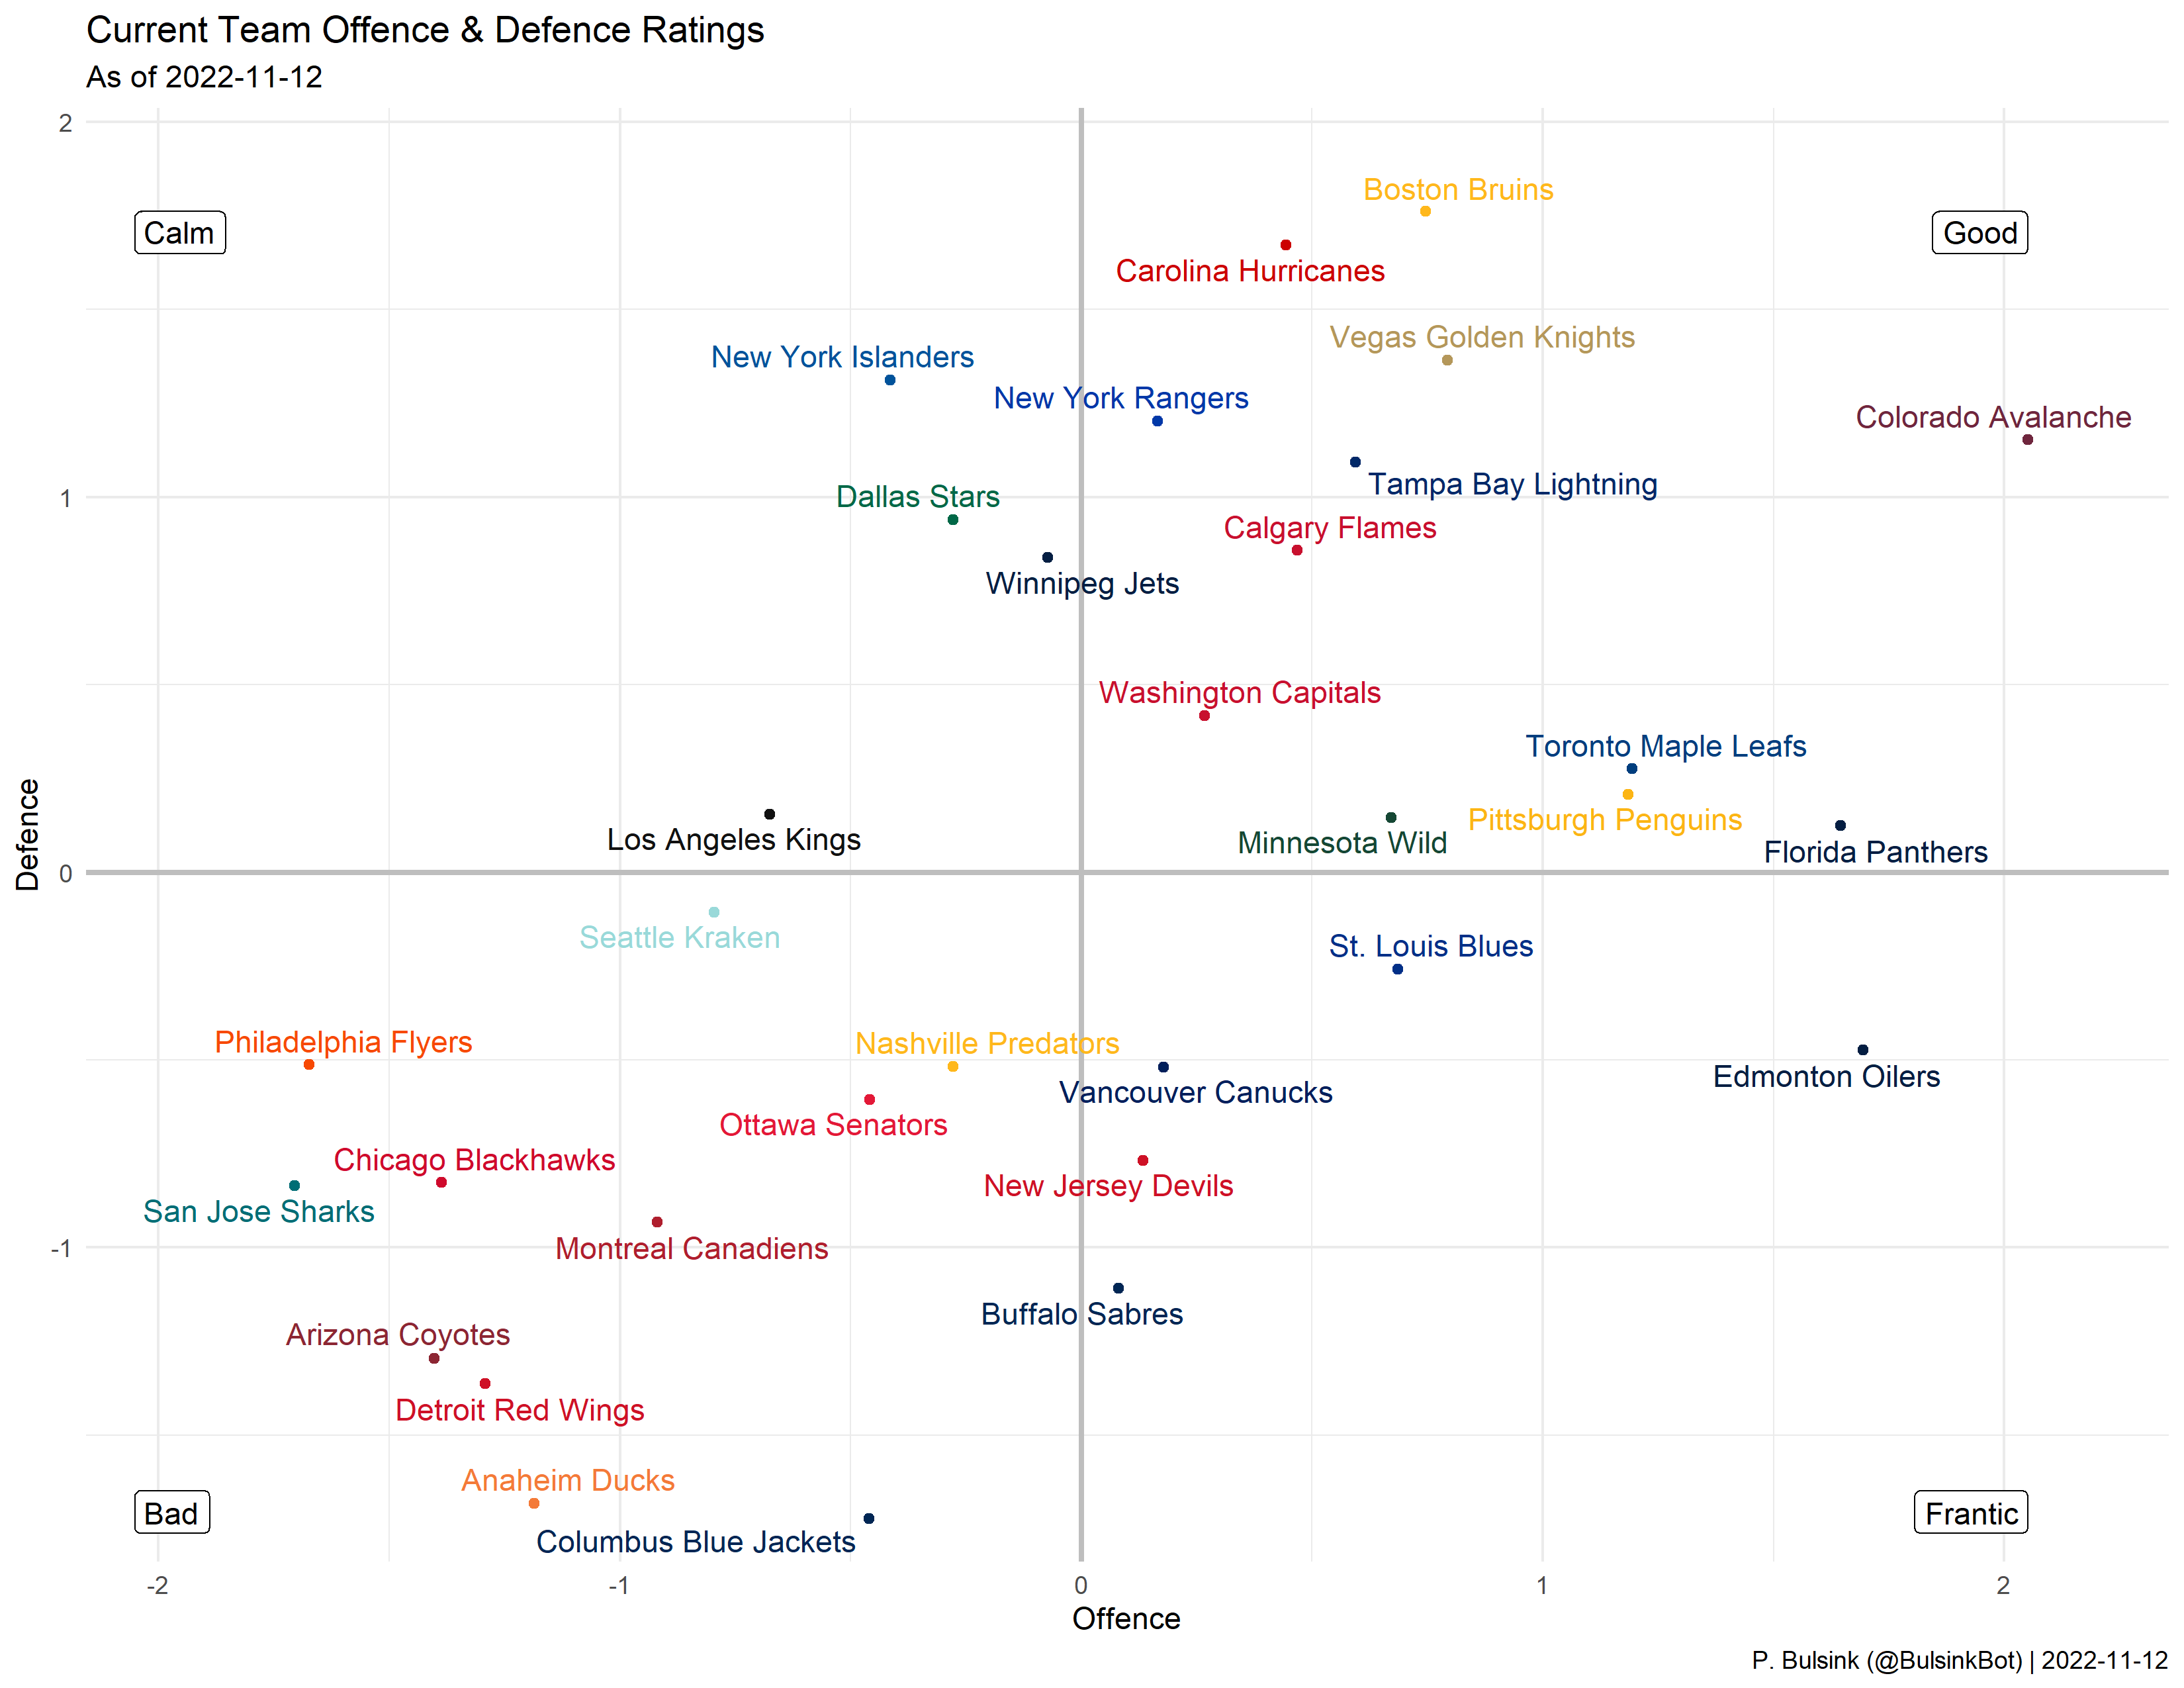 Current Team Offence & Defence Ratings
As of 2022-11-12
2
Boston Bruins
Calm
Good
Carolina Hurricanes
Vegas Golden Knights
New York Islanders
New York Rangers
Colorado Avalanche
Tampa Bay Lightning
1
Dallas Stars
Calgary Flames
Winnipeg Jets
Washington Capitals
Toronto Maple Leafs
Pittsburgh Penguins
Los Angeles Kings
Minnesota Wild
Florida Panthers
Defence
0
Seattle Kraken
St. Louis Blues
Philadelphia Flyers
Nashville Predators
Edmonton Oilers
Vancouver Canucks
Ottawa Senators
Chicago Blackhawks
New Jersey Devils
San Jose Sharks
-1
Montreal Canadiens
Buffalo Sabres
Arizona Coyotes
Detroit Red Wings
Anaheim Ducks
Bad
Frantic
Columbus Blue Jackets
-2
-1
0
1
2
Offence
P. Bulsink (@BulsinkBot) | 2022-11-12